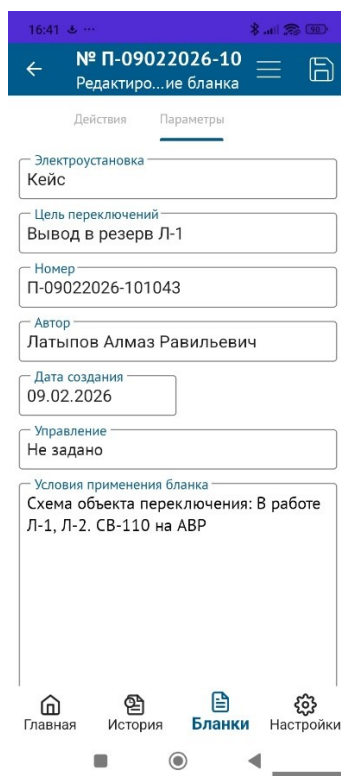 16:41
90
№ П-09022026-10
Редактиро...ие бланка
Действия Параметры
Электроустановка
Кейс
Цель переключений
Вывод в резерв Л-1
Номер
П-09022026-101043
Автор
Латыпов Алмаз Равильевич
Дата создания
09.02.2026
Управление
Не задано
Условия применения бланка
Схема объекта переключения: В работе
Л-1, Л-2. СВ-110 на АВР
Главная История Бланки Настройки